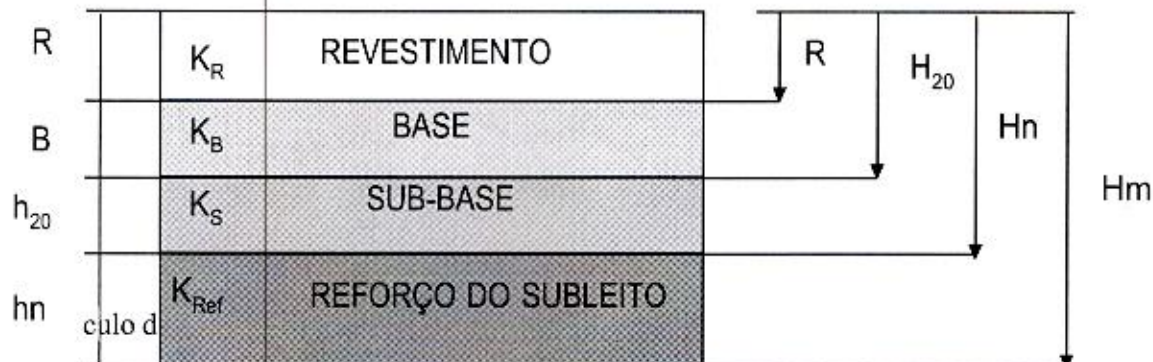 R K_R REVESTIMENTO R H_20
B K_B BASE Hn
h_20 K_S SUB-BASE Hm
hn K_Ref REFORÇO DO SUBLEITO
culo d